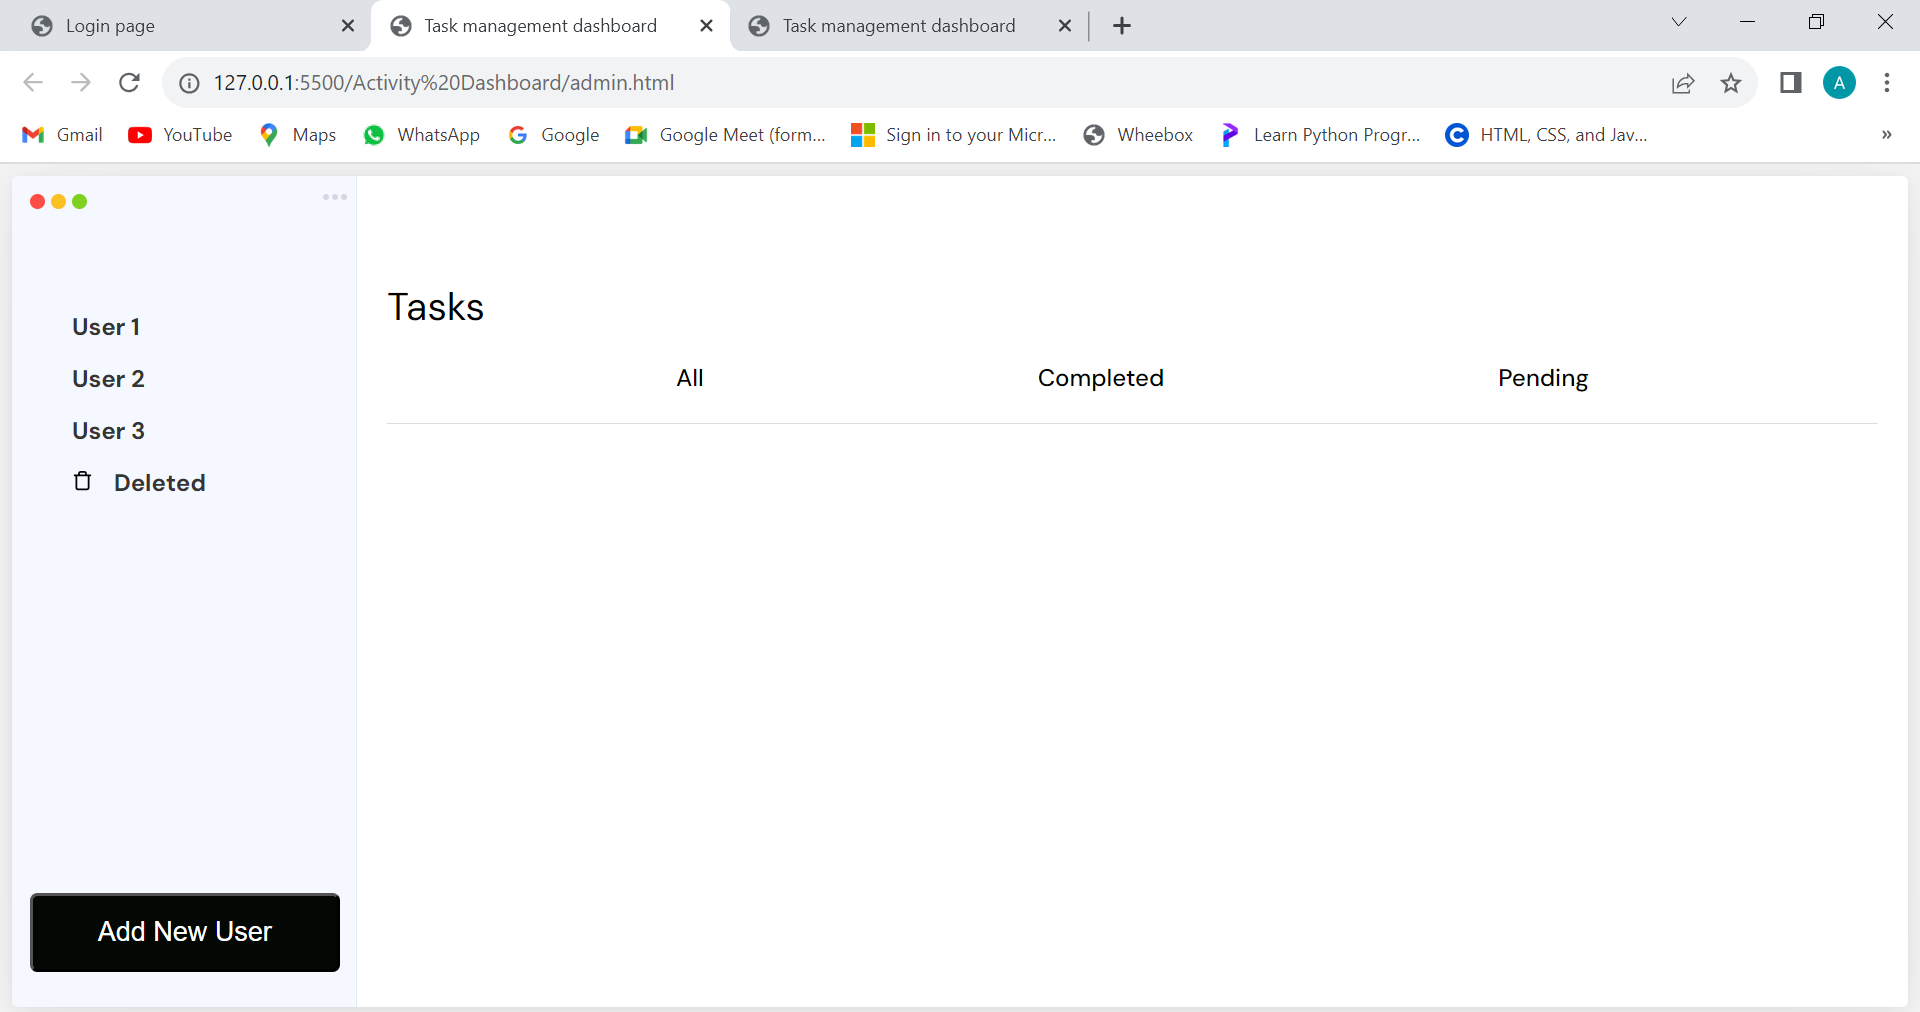 Login page
Task management dashboard
Task management dashboard
127.0.0.1:5500/Activity%20Dashboard/admin.html
A
Gmail
YouTube
Maps
WhatsApp
Google
Google Meet (form...
Sign in to your Micr...
Wheebox
Learn Python Progr...
HTML, CSS, and Jav...
»
User 1
User 2
User 3
Deleted
Add New User
Tasks
All
Completed
Pending